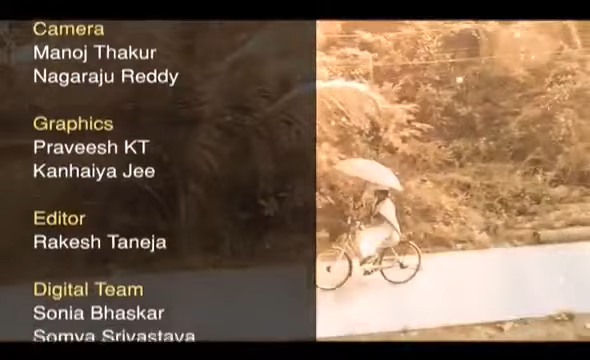 Camera
Manoj Thakur
Nagaraju Reddy
Graphics
Praveesh KT
Kanhaiya Jee
Editor
Rakesh Taneja
Digital Team
Sonia Bhaskar
Somya Srivastava